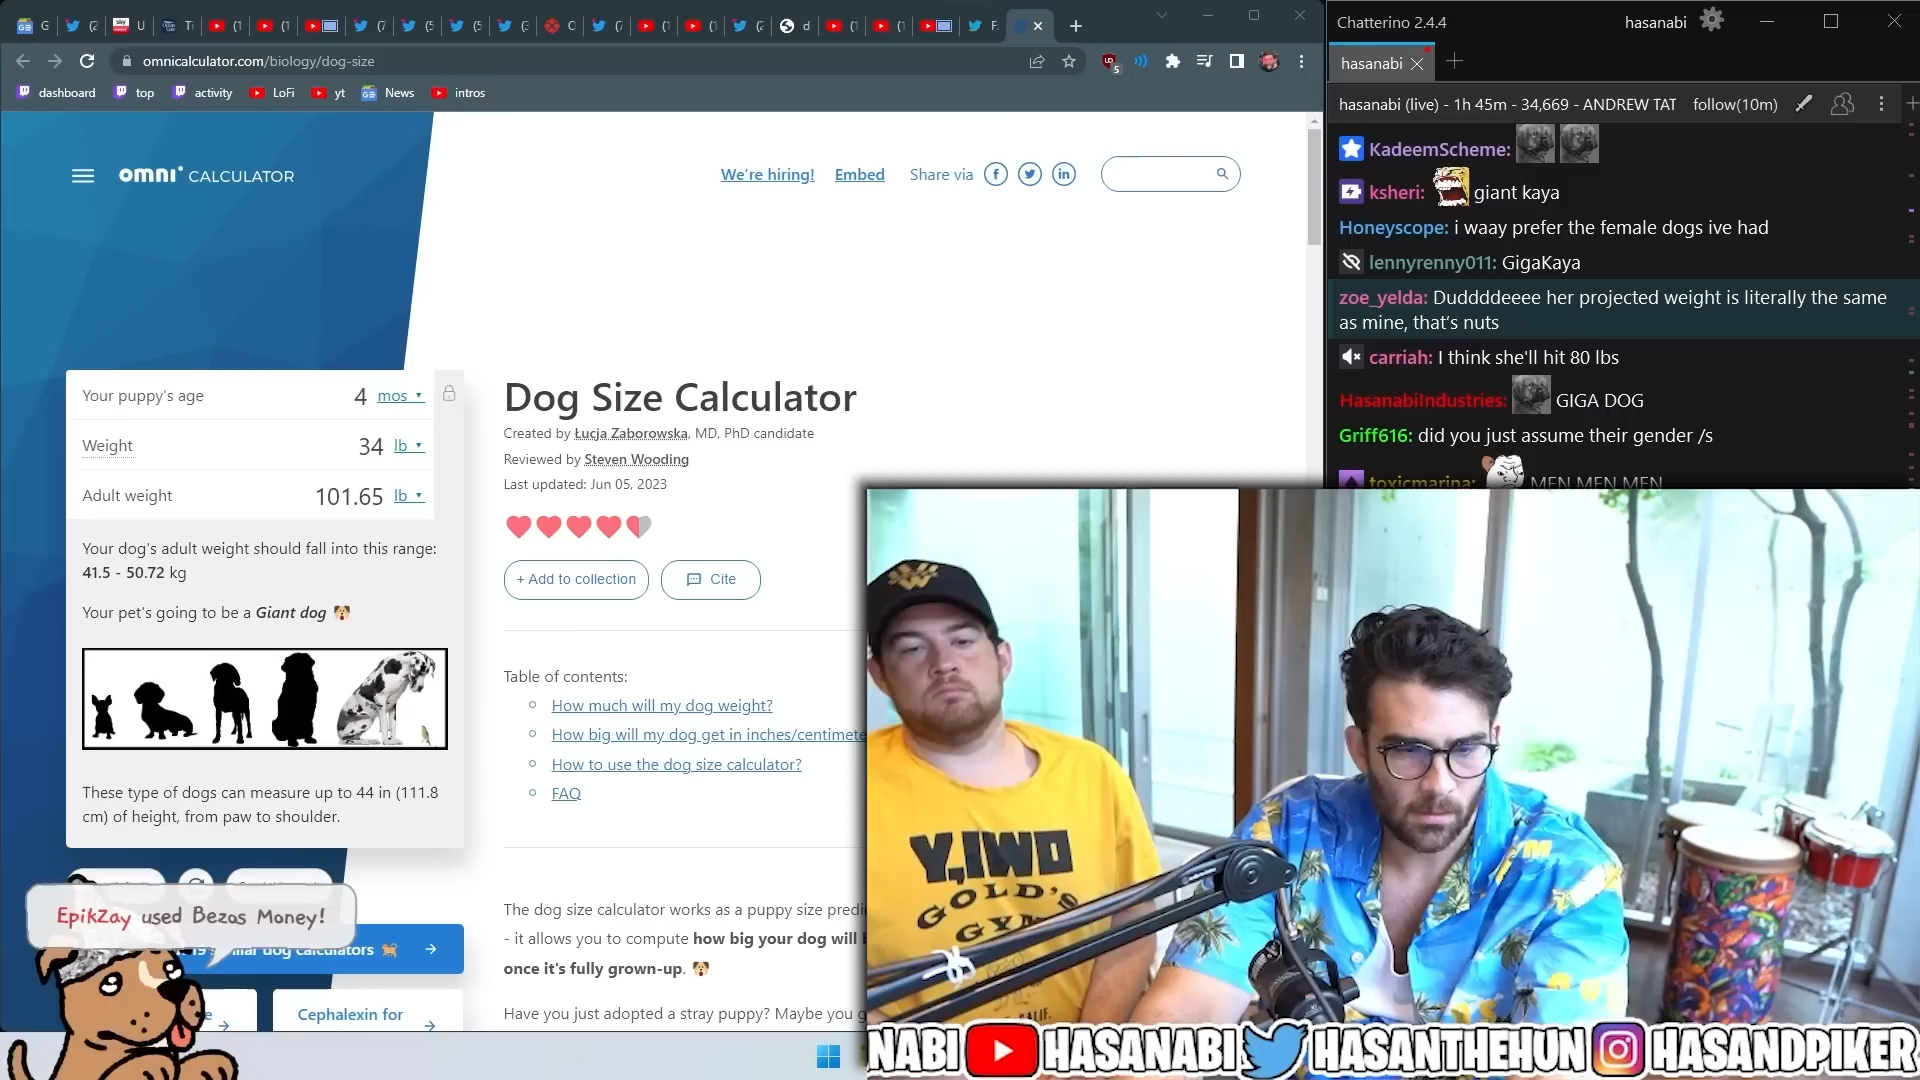 Chatterino 2.4.4
hasanabi
omnicalculator.com/biology/dog-size
hasanabi
dashboard top activity LoFi yt News intros
hasanabi (live) - 1h 45m - 34,669 - ANDREW TAT follow(10m)
KadeemScheme:
ksheri: giant kaya
Honeyscope: i waay prefer the female dogs ive had
lennyrenny011: GigaKaya
zoe_yelda: Duddddeeee her projected weight is literally the same
as mine, that's nuts
carriah: I think she'll hit 80 lbs
HasanabiIndustries: GIGA DOG
Griff616: did you just assume their gender /s
toxicmarina: MEN MEN MEN
omni CALCULATOR
We're hiring! Embed Share via
Your puppy's age 4 mos
Weight 34 lb
Adult weight 101.65 lb
Your dog's adult weight should fall into this range:
41.5 - 50.72 kg
Your pet's going to be a Giant dog
These type of dogs can measure up to 44 in (111.8
cm) of height, from paw to shoulder.
Dog Size Calculator
Created by Łucja Zaborowska, MD, PhD candidate
Reviewed by Steven Wooding
Last updated: Jun 05, 2023
+ Add to collection
Cite
Table of contents:
How much will my dog weight?
How big will my dog get in inches/centimete
How to use the dog size calculator?
FAQ
The dog size calculator works as a puppy size predi
- it allows you to compute how big your dog will b
once it's fully grown-up.
Have you just adopted a stray puppy? Maybe you g
EpikZay used Bezos Money!
dog calculators
Cephalexin for
Y,IWO
GOLD'S
GYM
CALIF.
NABI HASANABI HASANTHEHUN HASANDPIKER